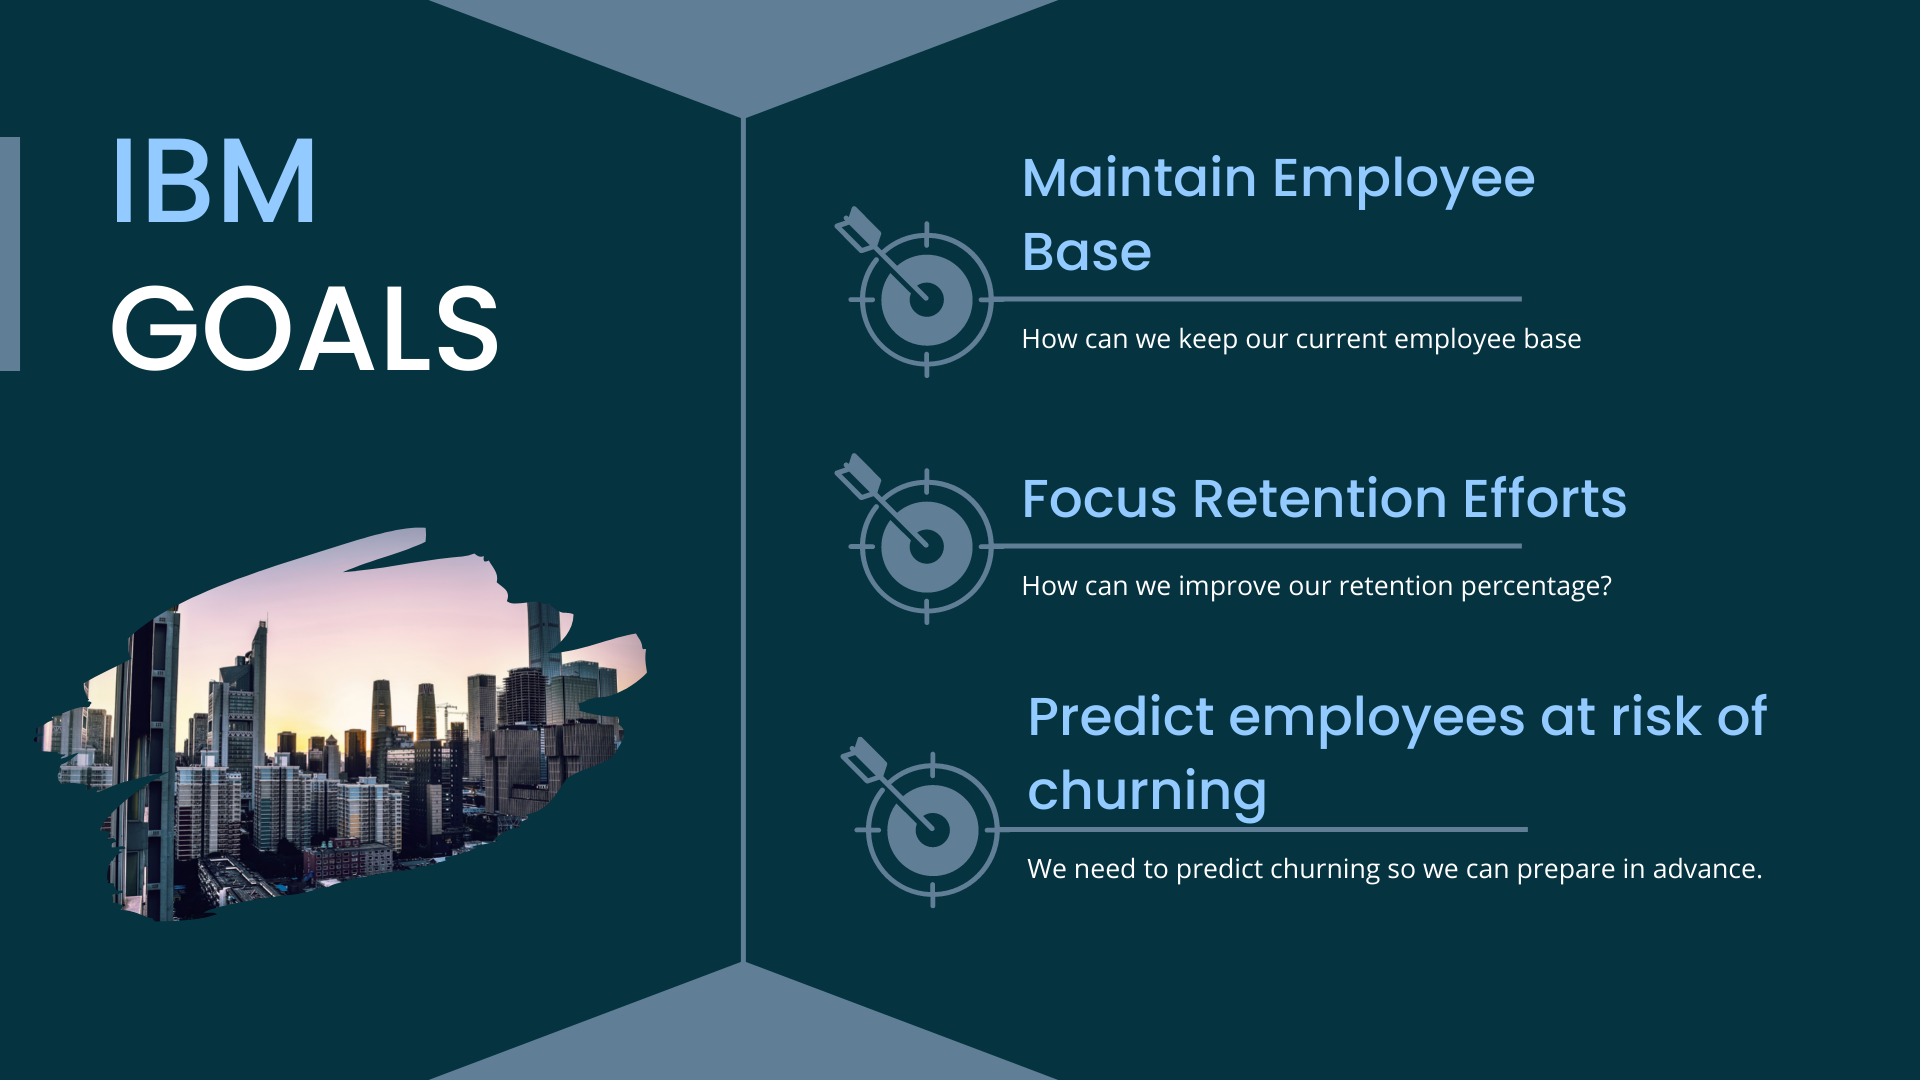 IBM
GOALS
Maintain Employee
Base
How can we keep our current employee base
Focus Retention Efforts
How can we improve our retention percentage?
Predict employees at risk of
churning
We need to predict churning so we can prepare in advance.